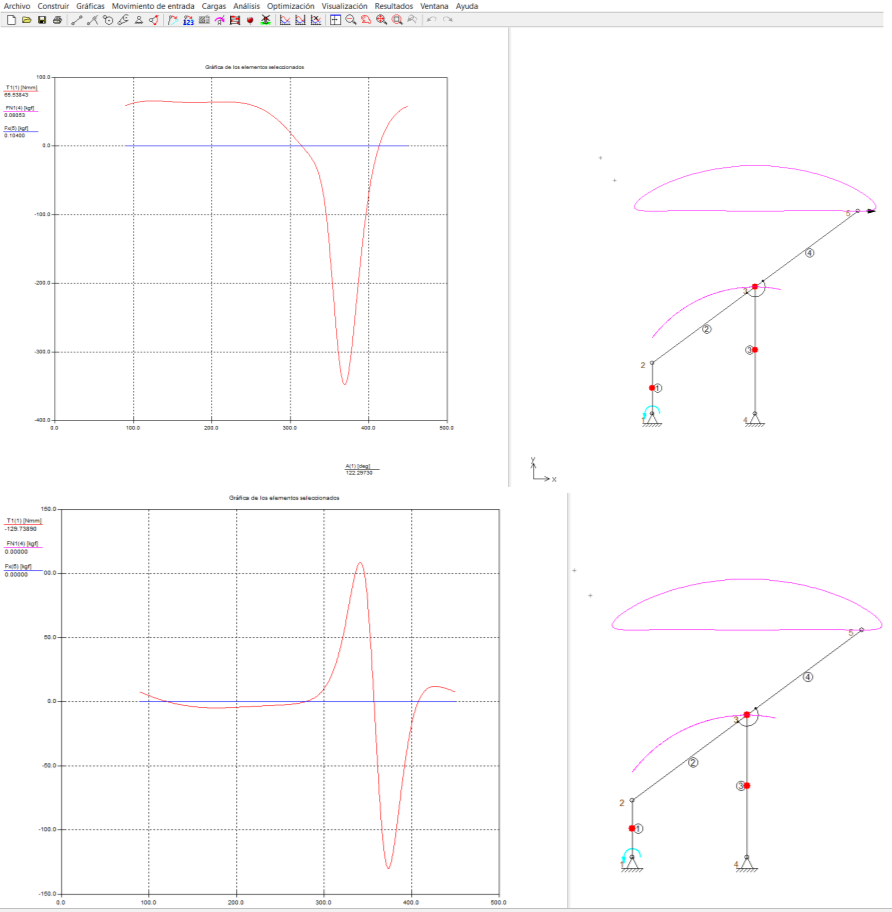 Archivo Construir Gráficas Movimiento de entrada Cargas Análisis Optimización Visualización Resultados Ventana Ayuda
123
Gráfica de los elementos seleccionados
T1(1) [Nmm]
FN1(4) [kgf]
0.08053
Fx(5) [kgf]
0.10400
100.0
0.0
-100.0
-200.0
-300.0
-400.0
0.0 100.0 200.0 300.0 400.0 500.0
A(1) [deg]
122.29730
5
4
3
2
3
2
1
1
4
y
x
Gráfica de los elementos seleccionados
T1(1) [Nmm]
-129.73890
FN1(4) [kgf]
0.00000
Fx(5) [kgf]
0.00000
150.0
00.0
50.0
0.0
-50.0
-100.0
-150.0
0.0 100.0 200.0 300.0 400.0 500.0
5
4
3
2
3
2
1
1
4